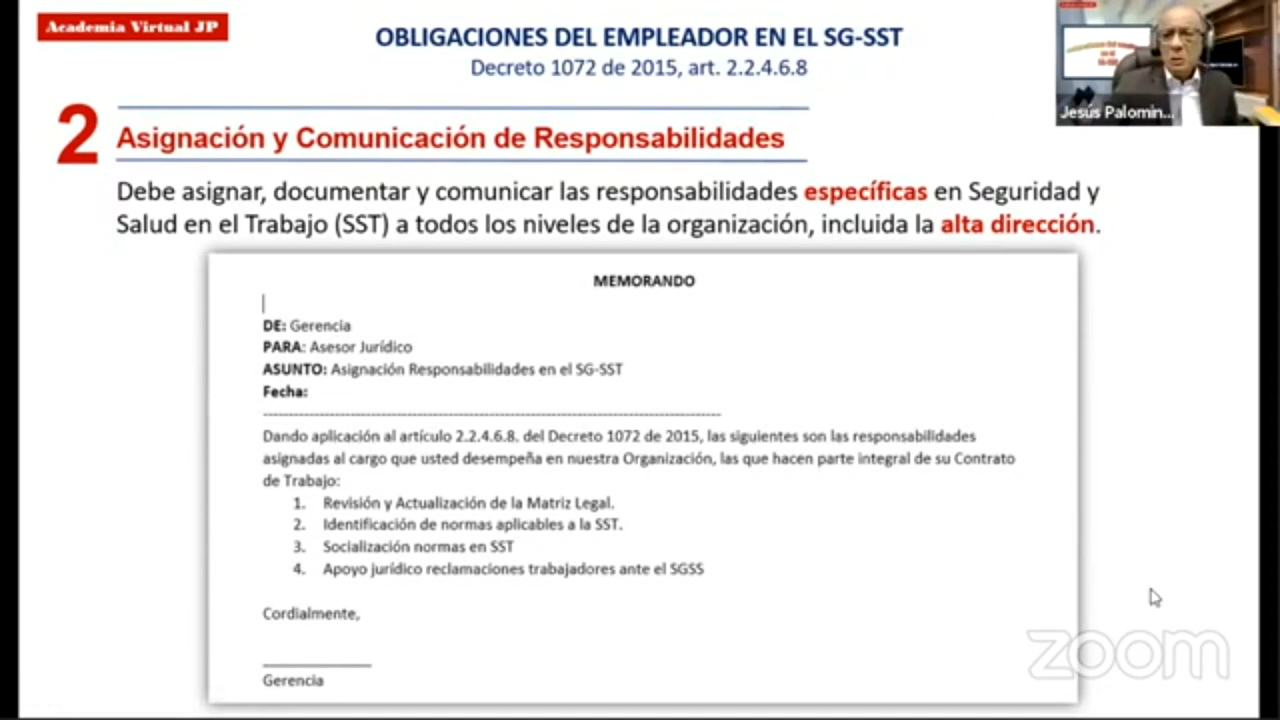 Academia Virtual JP
OBLIGACIONES DEL EMPLEADOR EN EL SG-SST
Decreto 1072 de 2015, art. 2.2.4.6.8
Jesús Palomin...
2
Asignación y Comunicación de Responsabilidades
Debe asignar, documentar y comunicar las responsabilidades específicas en Seguridad y
Salud en el Trabajo (SST) a todos los niveles de la organización, incluida la alta dirección.
MEMORANDO
DE: Gerencia
PARA: Asesor Jurídico
ASUNTO: Asignación Responsabilidades en el SG-SST
Fecha:
Dando aplicación al artículo 2.2.4.6.8. del Decreto 1072 de 2015, las siguientes son las responsabilidades
asignadas al cargo que usted desempeña en nuestra Organización, las que hacen parte integral de su Contrato
de Trabajo:
1. Revisión y Actualización de la Matriz Legal.
2. Identificación de normas aplicables a la SST.
3. Socialización normas en SST
4. Apoyo jurídico reclamaciones trabajadores ante el SGSS
Cordialmente,
Gerencia
zoom